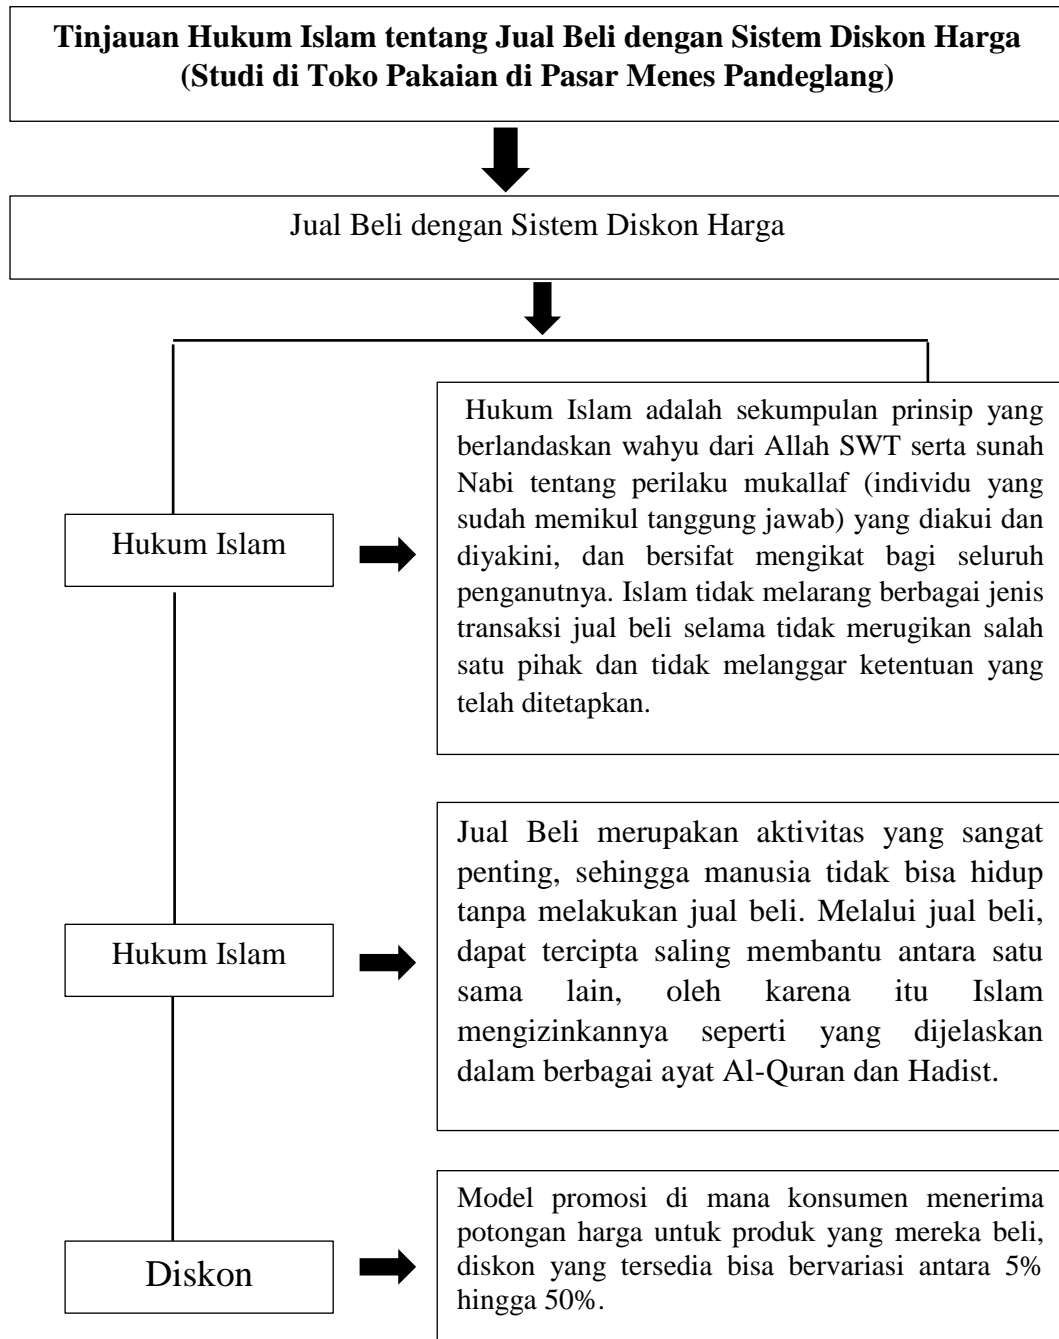 Tinjauan Hukum Islam tentang Jual Beli dengan Sistem Diskon Harga
(Studi di Toko Pakaian di Pasar Menes Pandeglang)
Jual Beli dengan Sistem Diskon Harga
Hukum Islam
Hukum Islam adalah sekumpulan prinsip yang
berlandaskan wahyu dari Allah SWT serta sunah
Nabi tentang perilaku mukallaf (individu yang
sudah memikul tanggung jawab) yang diakui dan
diyakini, dan bersifat mengikat bagi seluruh
penganutnya. Islam tidak melarang berbagai jenis
transaksi jual beli selama tidak merugikan salah
satu pihak dan tidak melanggar ketentuan yang
telah ditetapkan.
Hukum Islam
Jual Beli merupakan aktivitas yang sangat
penting, sehingga manusia tidak bisa hidup
tanpa melakukan jual beli. Melalui jual beli,
dapat tercipta saling membantu antara satu
sama lain, oleh karena itu Islam
mengizinkannya seperti yang dijelaskan
dalam berbagai ayat Al-Quran dan Hadist.
Diskon
Model promosi di mana konsumen menerima
potongan harga untuk produk yang mereka beli,
diskon yang tersedia bisa bervariasi antara 5%
hingga 50%.